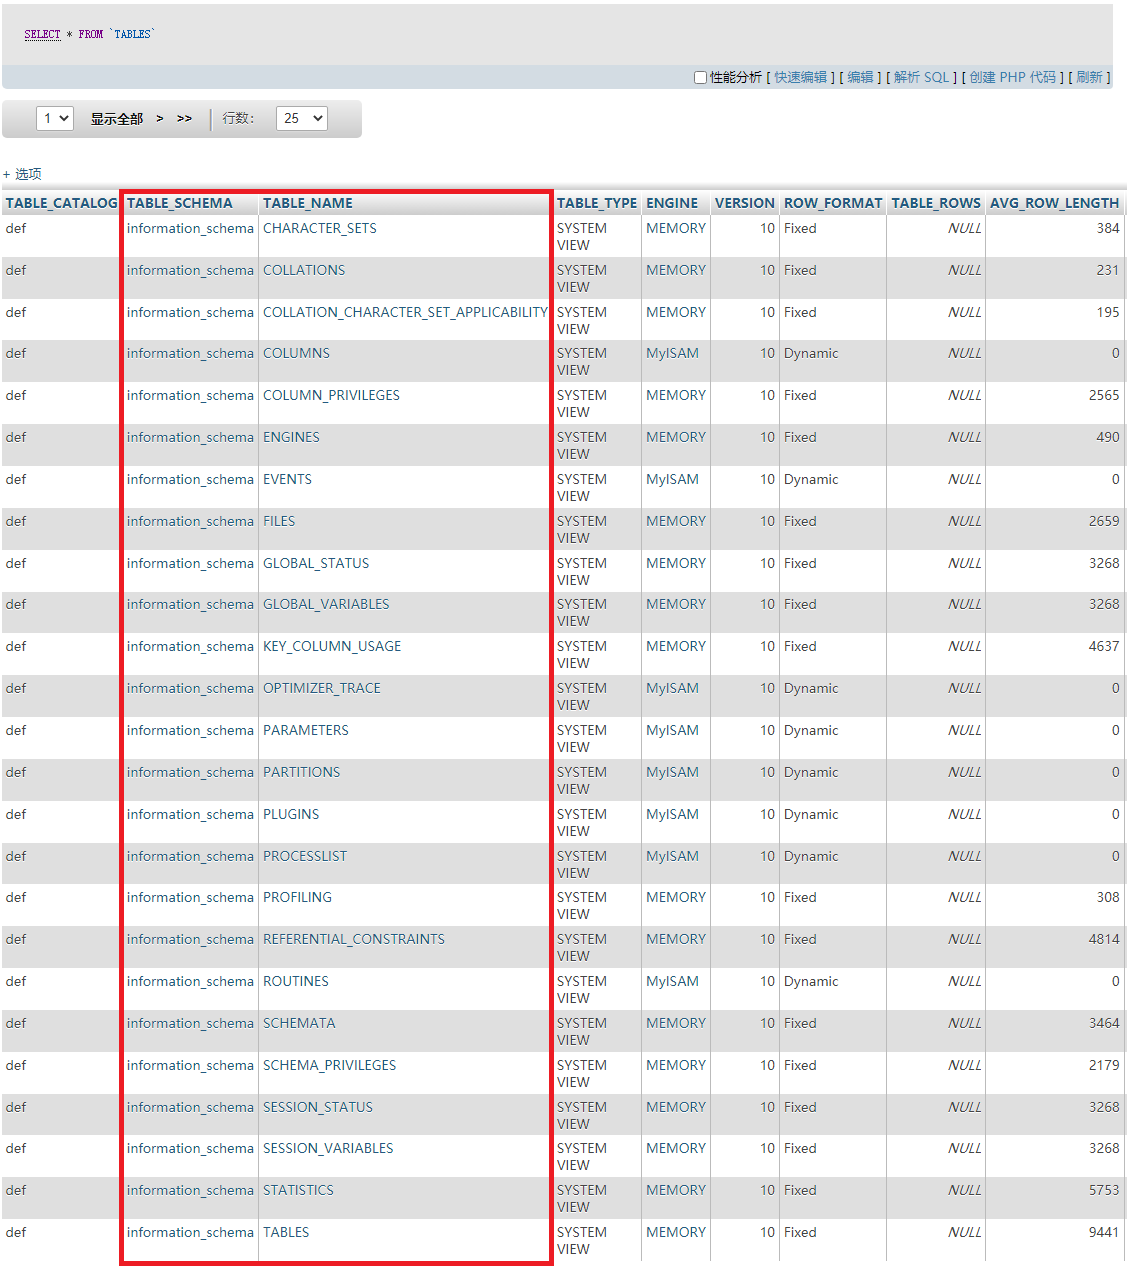 SELECT * FROM `TABLES`
性能分析 [ 快速编辑 ] [ 编辑 ] [ 解析 SQL ] [ 创建 PHP 代码 ] [ 刷新 ]
1 显示全部 > >> 行数: 25
+ 选项
TABLE_CATALOG TABLE_SCHEMA TABLE_NAME TABLE_TYPE ENGINE VERSION ROW_FORMAT TABLE_ROWS AVG_ROW_LENGTH
def information_schema CHARACTER_SETS SYSTEM VIEW MEMORY 10 Fixed NULL 384
def information_schema COLLATIONS SYSTEM VIEW MEMORY 10 Fixed NULL 231
def information_schema COLLATION_CHARACTER_SET_APPLICABILITY SYSTEM VIEW MEMORY 10 Fixed NULL 195
def information_schema COLUMNS SYSTEM VIEW MyISAM 10 Dynamic NULL 0
def information_schema COLUMN_PRIVILEGES SYSTEM VIEW MEMORY 10 Fixed NULL 2565
def information_schema ENGINES SYSTEM VIEW MEMORY 10 Fixed NULL 490
def information_schema EVENTS SYSTEM VIEW MyISAM 10 Dynamic NULL 0
def information_schema FILES SYSTEM VIEW MEMORY 10 Fixed NULL 2659
def information_schema GLOBAL_STATUS SYSTEM VIEW MEMORY 10 Fixed NULL 3268
def information_schema GLOBAL_VARIABLES SYSTEM VIEW MEMORY 10 Fixed NULL 3268
def information_schema KEY_COLUMN_USAGE SYSTEM VIEW MEMORY 10 Fixed NULL 4637
def information_schema OPTIMIZER_TRACE SYSTEM VIEW MyISAM 10 Dynamic NULL 0
def information_schema PARAMETERS SYSTEM VIEW MyISAM 10 Dynamic NULL 0
def information_schema PARTITIONS SYSTEM VIEW MyISAM 10 Dynamic NULL 0
def information_schema PLUGINS SYSTEM VIEW MyISAM 10 Dynamic NULL 0
def information_schema PROCESSLIST SYSTEM VIEW MyISAM 10 Dynamic NULL 0
def information_schema PROFILING SYSTEM VIEW MEMORY 10 Fixed NULL 308
def information_schema REFERENTIAL_CONSTRAINTS SYSTEM VIEW MEMORY 10 Fixed NULL 4814
def information_schema ROUTINES SYSTEM VIEW MyISAM 10 Dynamic NULL 0
def information_schema SCHEMATA SYSTEM VIEW MEMORY 10 Fixed NULL 3464
def information_schema SCHEMA_PRIVILEGES SYSTEM VIEW MEMORY 10 Fixed NULL 2179
def information_schema SESSION_STATUS SYSTEM VIEW MEMORY 10 Fixed NULL 3268
def information_schema SESSION_VARIABLES SYSTEM VIEW MEMORY 10 Fixed NULL 3268
def information_schema STATISTICS SYSTEM VIEW MEMORY 10 Fixed NULL 5753
def information_schema TABLES SYSTEM VIEW MEMORY 10 Fixed NULL 9441